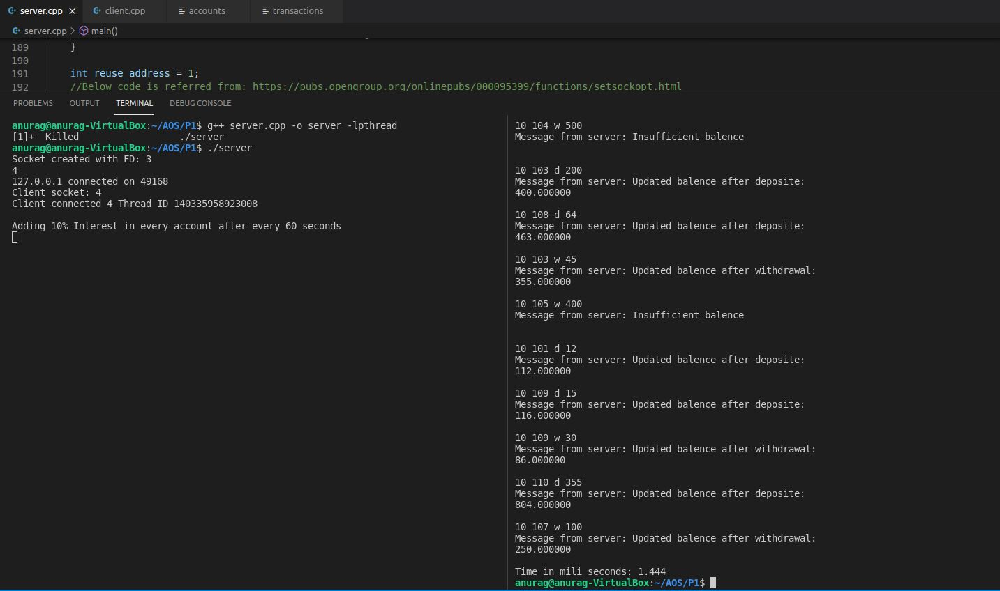 server.cpp
client.cpp
accounts
transactions
server.cpp
main()
189 }
190
191 int reuse_address = 1;
192 //Below code is referred from: https://pubs.opengroup.org/onlinepubs/000095399/functions/setsockopt.html
PROBLEMS OUTPUT TERMINAL DEBUG CONSOLE
anurag@anurag-VirtualBox:~/AOS/P1$ g++ server.cpp -o server -lpthread
[1]+ Killed ./server
anurag@anurag-VirtualBox:~/AOS/P1$ ./server
Socket created with FD: 3
4
127.0.0.1 connected on 49168
Client socket: 4
Client connected 4 Thread ID 140335958923008
Adding 10% Interest in every account after every 60 seconds
10 104 w 500
Message from server: Insufficient balence
10 103 d 200
Message from server: Updated balence after deposite:
400.000000
10 108 d 64
Message from server: Updated balence after deposite:
463.000000
10 103 w 45
Message from server: Updated balence after withdrawal:
355.000000
10 105 w 400
Message from server: Insufficient balence
10 101 d 12
Message from server: Updated balence after deposite:
112.000000
10 109 d 15
Message from server: Updated balence after deposite:
116.000000
10 109 w 30
Message from server: Updated balence after withdrawal:
86.000000
10 110 d 355
Message from server: Updated balence after deposite:
804.000000
10 107 w 100
Message from server: Updated balence after withdrawal:
250.000000
Time in mili seconds: 1.444
anurag@anurag-VirtualBox:~/AOS/P1$